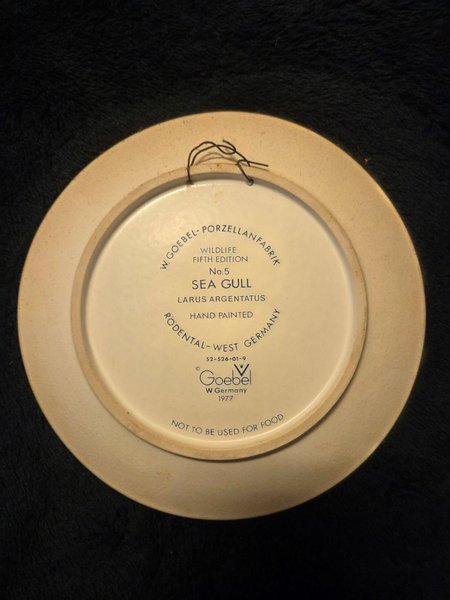 W. GOEBEL-PORZELLANFABRIK
WILDLIFE
FIFTH EDITION
No. 5
SEA GULL
LARUS ARGENTATUS
HAND PAINTED
RÖDENTAL-WEST GERMANY
52-526-01-9
© Goebel
W Germany
1977
NOT TO BE USED FOR FOOD